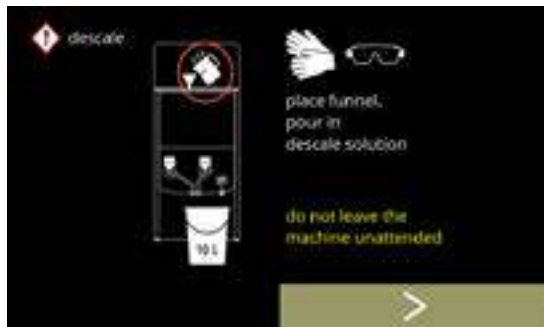 descale
place funnel,
pour in
descale solution
do not leave the
machine unattended
10 L